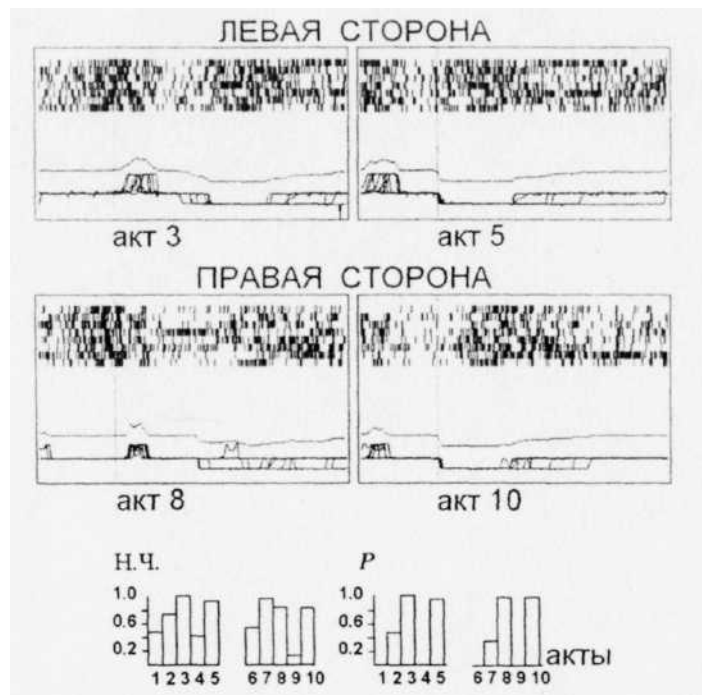 ЛЕВАЯ СТОРОНА
акт 3
акт 5
ПРАВАЯ СТОРОНА
акт 8
акт 10
Н.Ч.
P
1.0
0.6
0.2
1.0
0.6
0.2
акты
1 2 3 4 5
6 7 8 9 10
1 2 3 4 5
6 7 8 9 10